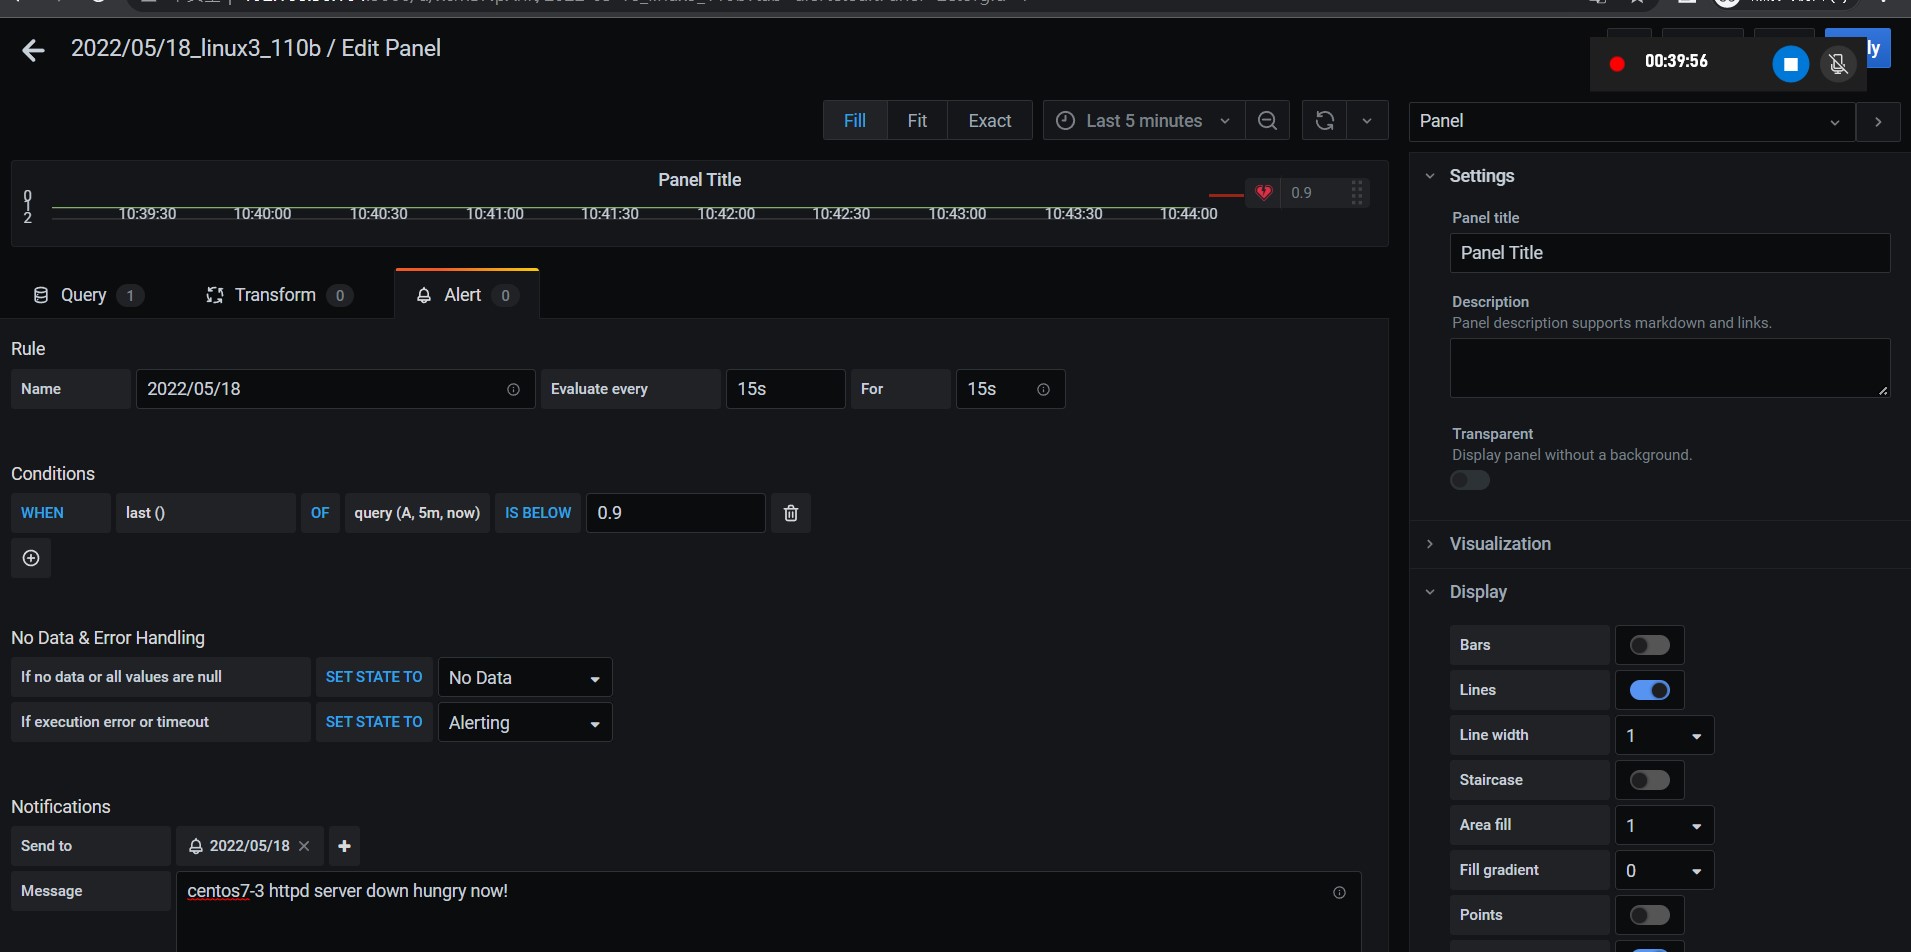 2022/05/18_linux3_110b / Edit Panel
ly
00:39:56
Fill Fit Exact Last 5 minutes
Panel
Panel Title
0
1
2
10:39:30 10:40:00 10:40:30 10:41:00 10:41:30 10:42:00 10:42:30 10:43:00 10:43:30 10:44:00
0.9
Query 1 Transform 0 Alert 0
Rule
Name 2022/05/18 Evaluate every 15s For 15s
Conditions
WHEN last () OF query (A, 5m, now) IS BELOW 0.9
No Data & Error Handling
If no data or all values are null SET STATE TO No Data
If execution error or timeout SET STATE TO Alerting
Notifications
Send to 2022/05/18
Message centos7-3 httpd server down hungry now!
Settings
Panel title
Panel Title
Description
Panel description supports markdown and links.
Transparent
Display panel without a background.
Visualization
Display
Bars
Lines
Line width 1
Staircase
Area fill 1
Fill gradient 0
Points